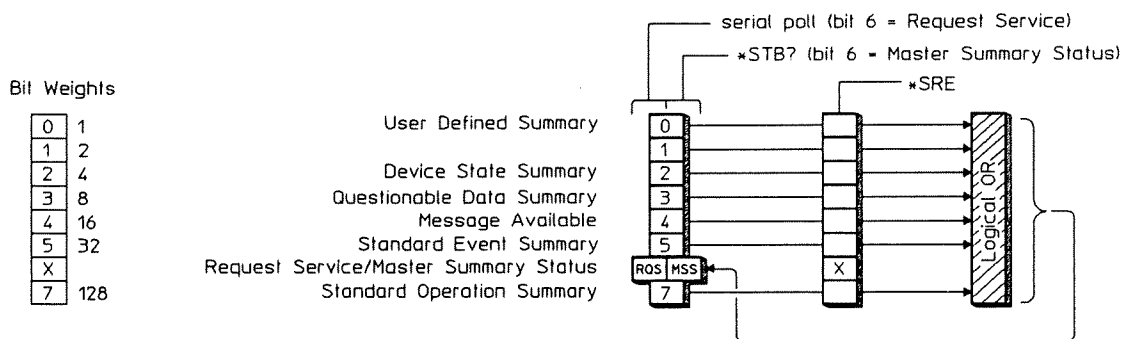 serial poll (bit 6 = Request Service)
*STB? (bit 6 = Master Summary Status)
Bit Weights
*SRE
0 1 User Defined Summary 0
1 2 1
2 4 Device State Summary 2
3 8 Questionable Data Summary 3
4 16 Message Available 4
5 32 Standard Event Summary 5
X Request Service/Master Summary Status RQS MSS X
7 128 Standard Operation Summary 7
Logical OR